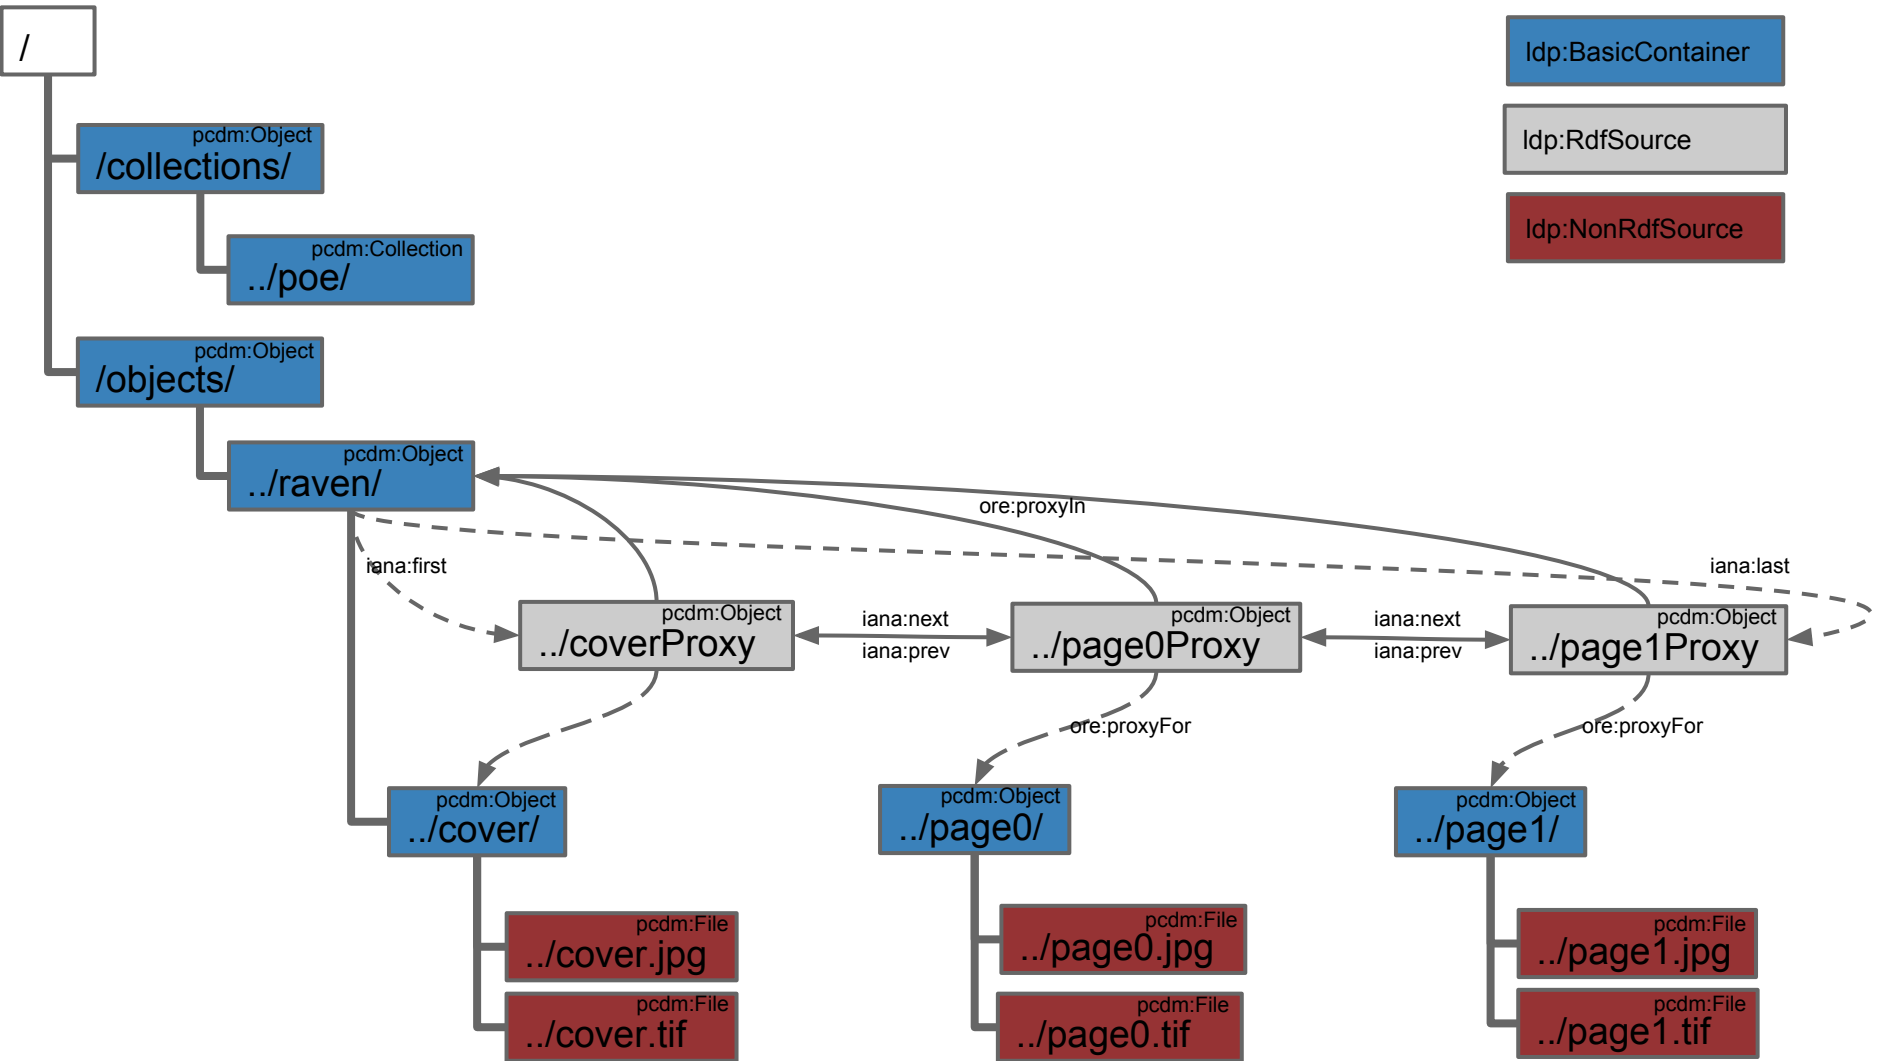 /
ldp:BasicContainer
ldp:RdfSource
ldp:NonRdfSource
pcdm:Object
/collections/
pcdm:Collection
../poe/
pcdm:Object
/objects/
pcdm:Object
../raven/
ore:proxyIn
iana:first
iana:last
pcdm:Object
../coverProxy
iana:next
iana:prev
pcdm:Object
../page0Proxy
iana:next
iana:prev
pcdm:Object
../page1Proxy
ore:proxyFor
ore:proxyFor
pcdm:Object
../cover/
pcdm:Object
../page0/
pcdm:Object
../page1/
pcdm:File
../cover.jpg
pcdm:File
../page0.jpg
pcdm:File
../page1.jpg
pcdm:File
../cover.tif
pcdm:File
../page0.tif
pcdm:File
../page1.tif